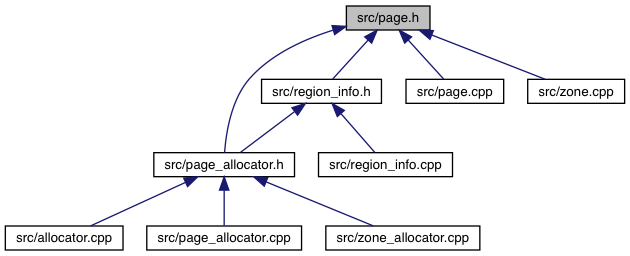 src/page.h
src/region_info.h
src/page.cpp
src/zone.cpp
src/page_allocator.h
src/region_info.cpp
src/allocator.cpp
src/page_allocator.cpp
src/zone_allocator.cpp